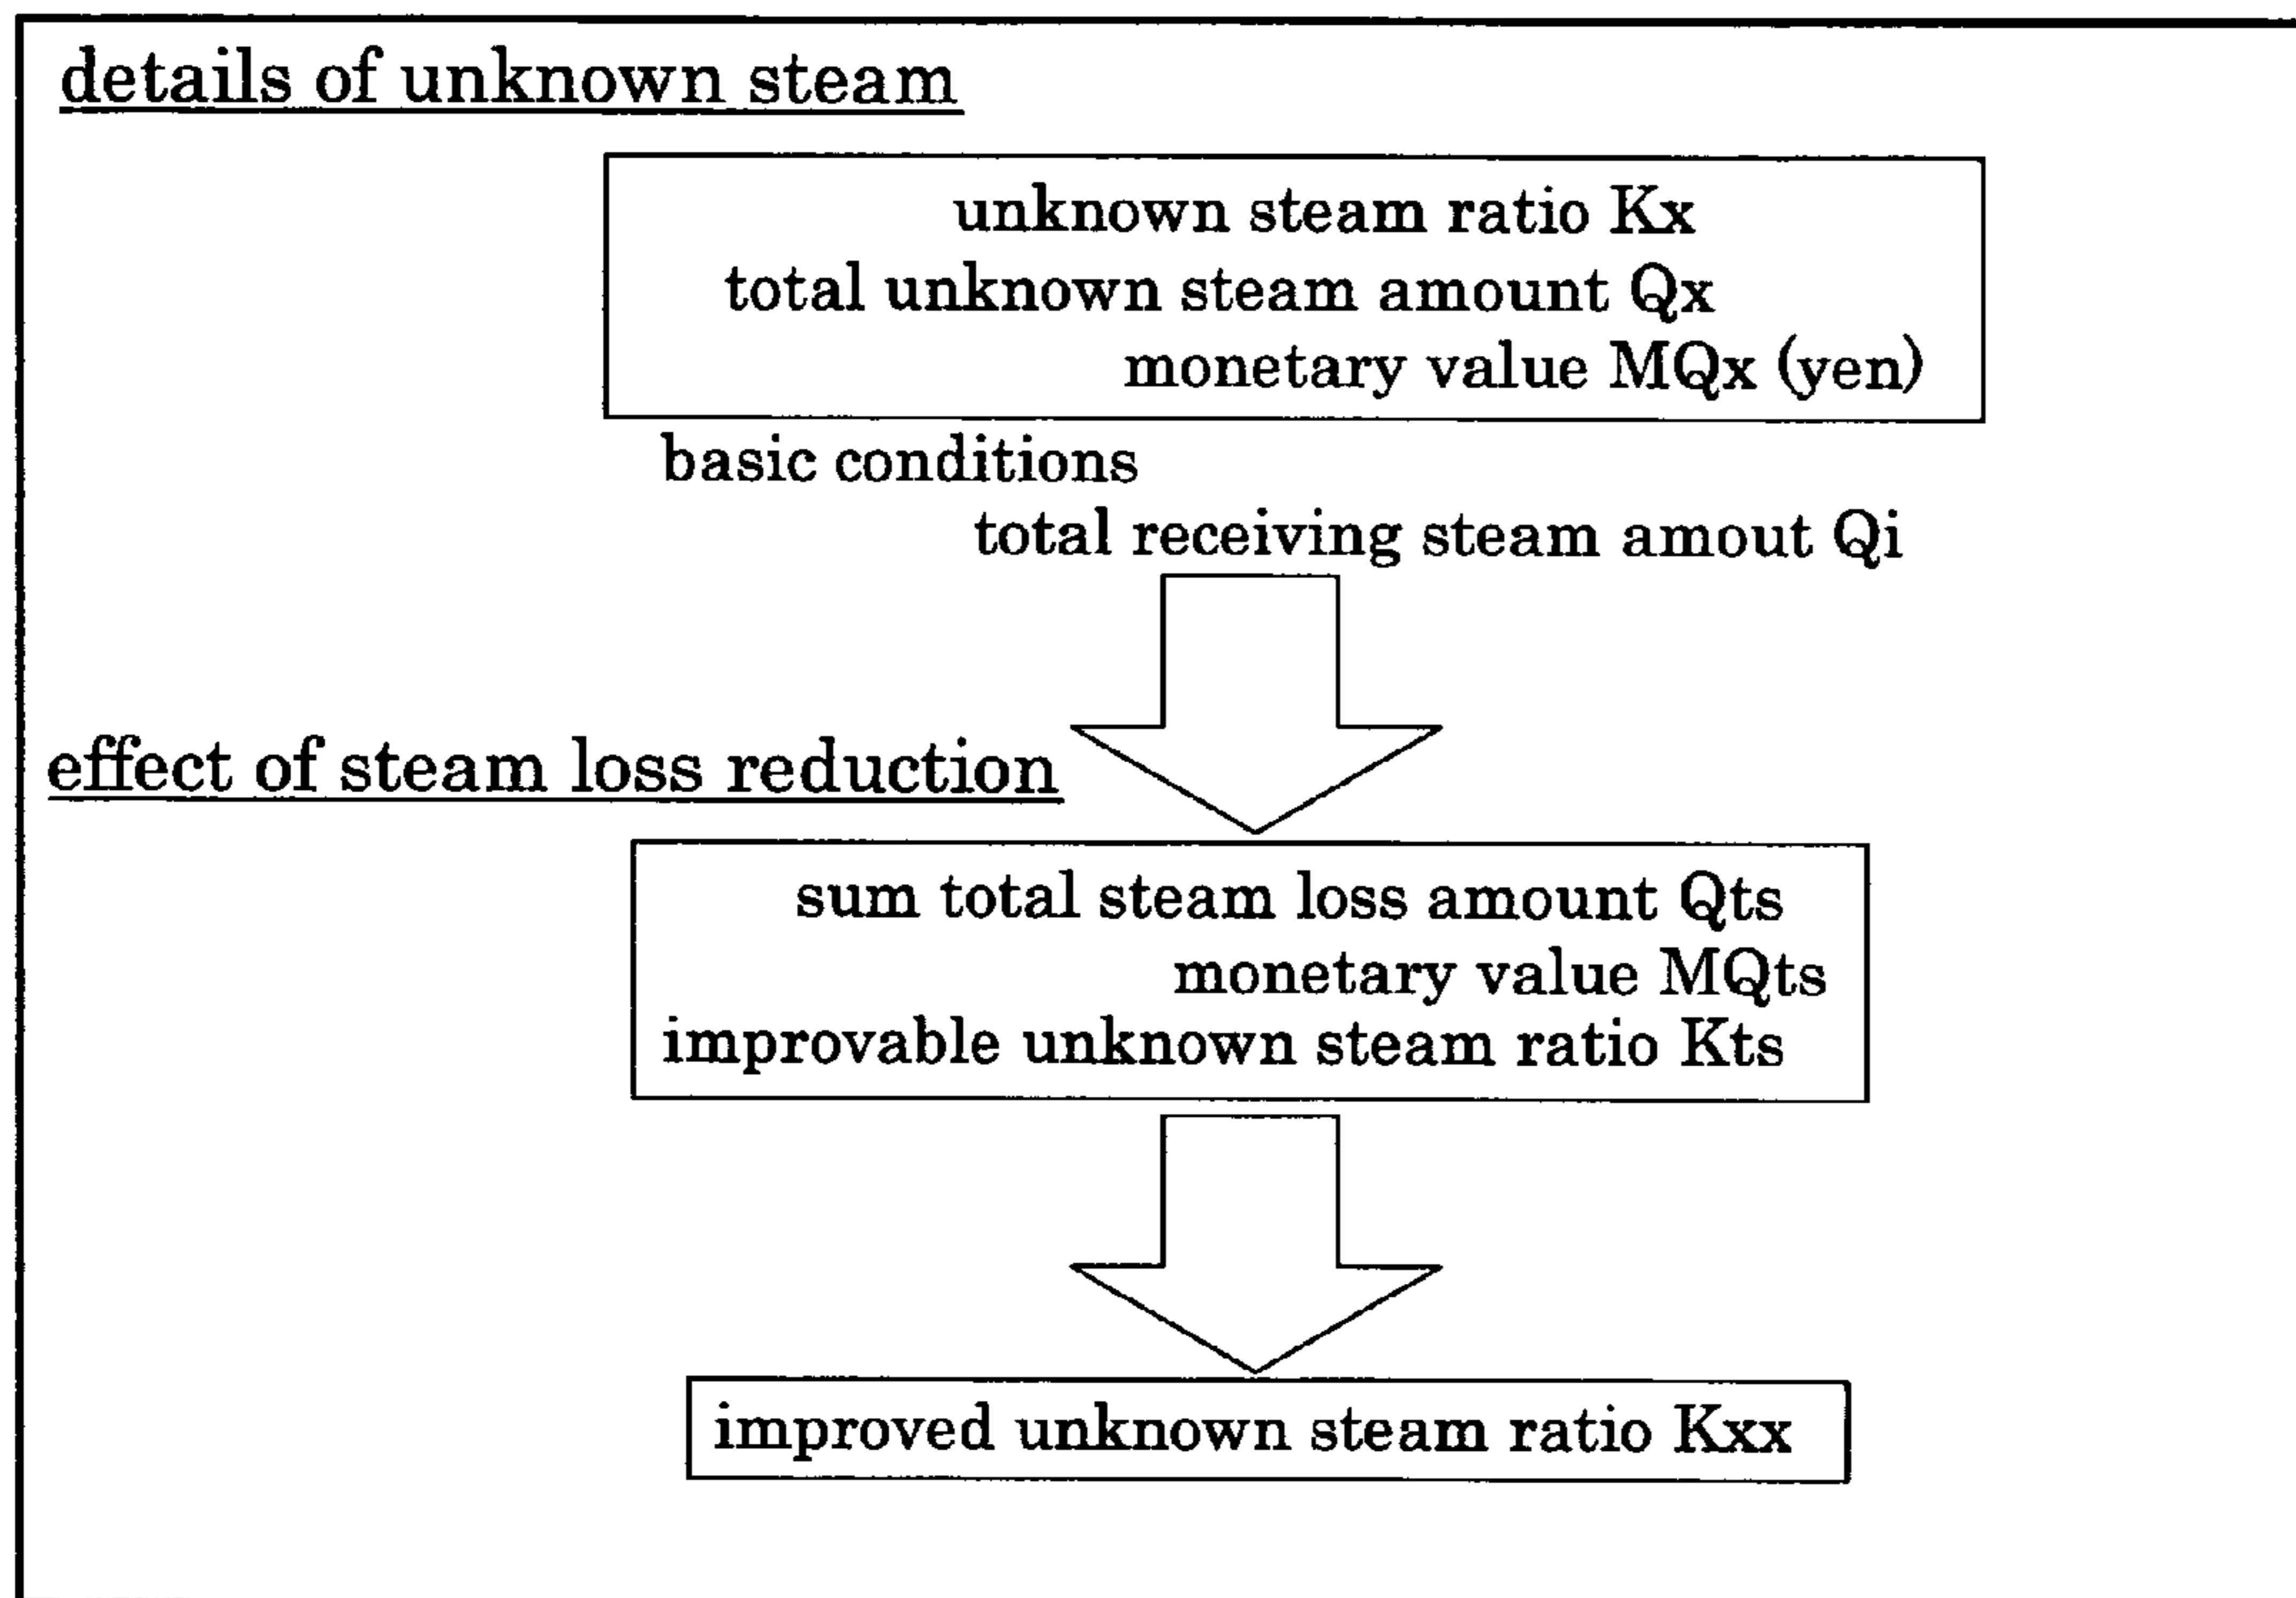 details of unknown steam
unknown steam ratio Kx
total unknown steam amount Qx
monetary value MQx (yen)
basic conditions
total receiving steam amout Qi
effect of steam loss reduction
sum total steam loss amount Qts
monetary value MQts
improvable unknown steam ratio Kts
improved unknown steam ratio Kxx